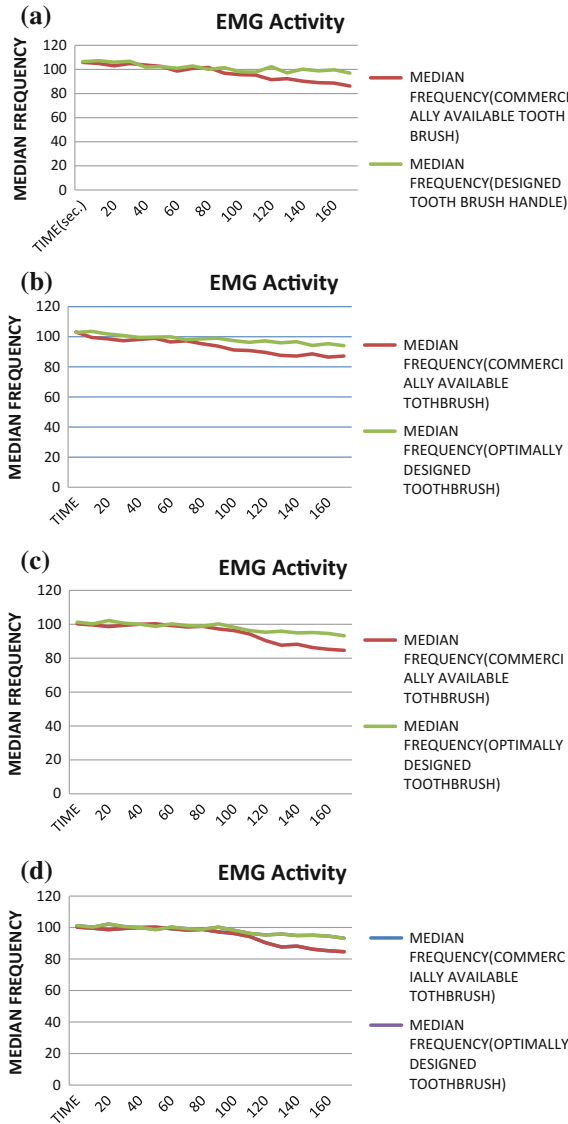 (a)
EMG Activity
MEDIAN FREQUENCY
120
100
80
60
40
20
0
TIME(sec.)
20
40
60
80
100
120
140
160
MEDIAN
FREQUENCY(COMMERCI
ALLY AVAILABLE TOOTH
BRUSH)
MEDIAN
FREQUENCY(DESIGNED
TOOTH BRUSH HANDLE)
(b)
EMG Activity
MEDIAN FREQUENCY
120
100
80
60
40
20
0
TIME
20
40
60
80
100
120
140
160
MEDIAN
FREQUENCY(COMMERCI
ALLY AVAILABLE
TOTHBRUSH)
MEDIAN
FREQUENCY(OPTIMALLY
DESIGNED
TOOTHBRUSH)
(c)
EMG Activity
MEDIAN FREQUENCY
120
100
80
60
40
20
0
TIME
20
40
60
80
100
120
140
160
MEDIAN
FREQUENCY(COMMERCI
ALLY AVAILABLE
TOTHBRUSH)
MEDIAN
FREQUENCY(OPTIMALLY
DESIGNED
TOOTHBRUSH)
(d)
EMG Activity
MEDIAN FREQUENCY
120
100
80
60
40
20
0
TIME
20
40
60
80
100
120
140
160
MEDIAN
FREQUENCY(COMMERC
IALLY AVAILABLE
TOTHBRUSH)
MEDIAN
FREQUENCY(OPTIMALLY
DESIGNED
TOOTHBRUSH)